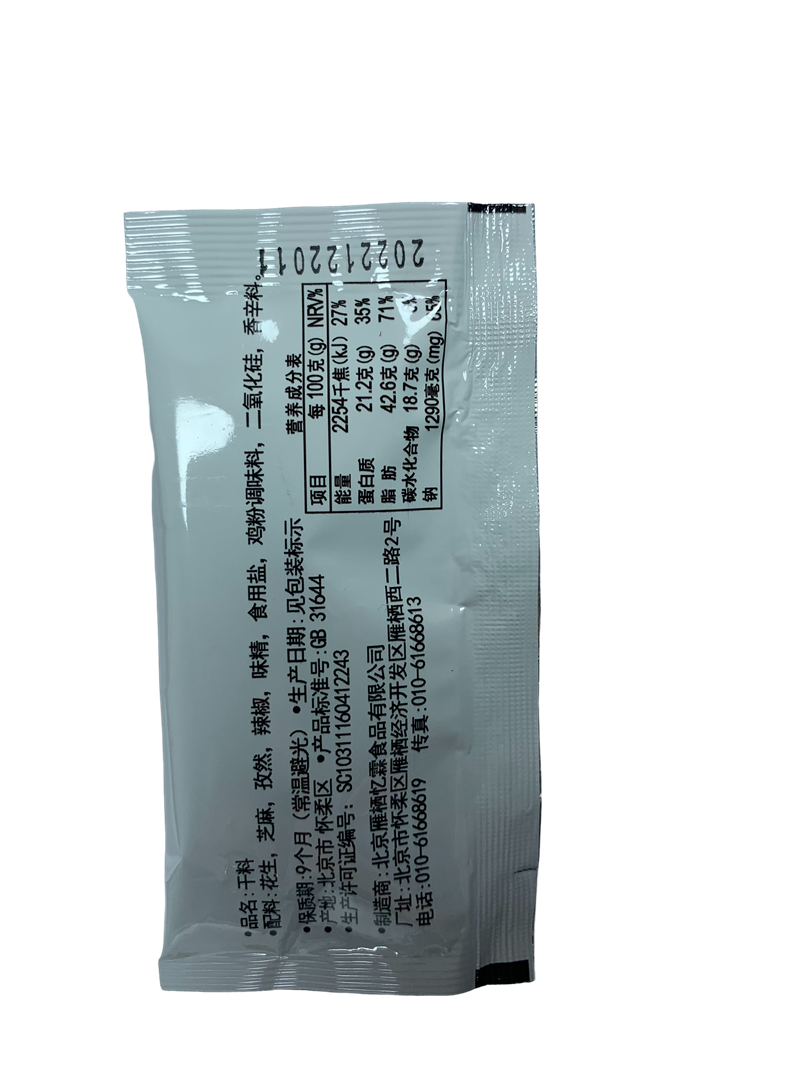 •品名:干料
•配料:花生，芝麻，孜然，辣椒，味精，食用盐，鸡粉调味料，二氧化硅，香辛料。
•保质期:9个月（常温避光）•生产日期:见包装标示
•产地:北京市 怀柔区 •产品标准号:GB 31644
•生产许可证编号: SC10311160412243
•制造商:北京雁栖忆霖食品有限公司
厂址:北京市怀柔区雁栖经济开发区雁栖西二路2号
电话:010-61668619 传真:010-61668613
营养成分表
项目 每 100克(g) NRV%
能量 2254千焦(kJ) 27%
蛋白质 21.2克(g) 35%
脂 肪 42.6克(g) 71%
碳水化合物 18.7克(g)
钠 1290毫克(mg)
202212201